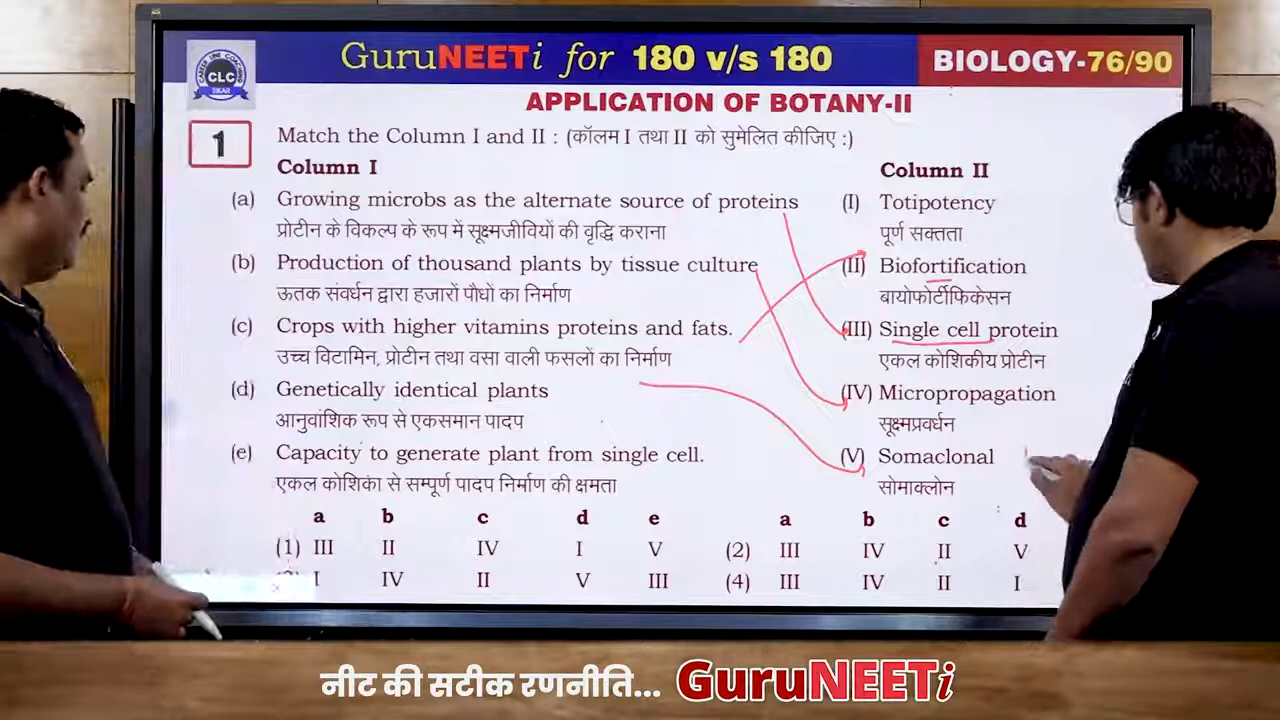 GuruNEETi for 180 v/s 180
BIOLOGY-76/90
CLC
APPLICATION OF BOTANY-II
1
Match the Column I and II : (कॉलम I तथा II को सुमेलित कीजिए :)
Column I
Column II
(a) Growing microbs as the alternate source of proteins
प्रोटीन के विकल्प के रूप में सूक्ष्मजीवियों की वृद्धि कराना
(I) Totipotency
पूर्ण सक्तता
(b) Production of thousand plants by tissue culture
ऊतक संवर्धन द्वारा हजारों पौधों का निर्माण
(II) Biofortification
बायोफोर्टीफिकेसन
(c) Crops with higher vitamins proteins and fats.
उच्च विटामिन, प्रोटीन तथा वसा वाली फसलों का निर्माण
(III) Single cell protein
एकल कोशिकीय प्रोटीन
(d) Genetically identical plants
आनुवांशिक रूप से एकसमान पादप
(IV) Micropropagation
सूक्ष्मप्रवर्धन
(e) Capacity to generate plant from single cell.
एकल कोशिका से सम्पूर्ण पादप निर्माण की क्षमता
(V) Somaclonal
सोमाक्लोन
a b c d e a b c d
(1) III II IV I V (2) III IV II V
I IV II V III (4) III IV II I
नीट की सटीक रणनीति... GuruNEETi